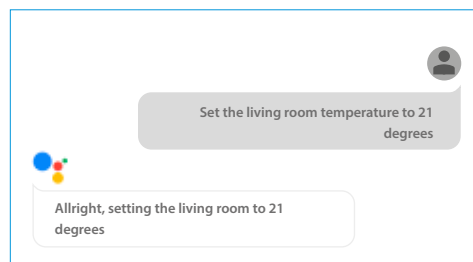 Set the living room temperature to 21
degrees
Allright, setting the living room to 21
degrees